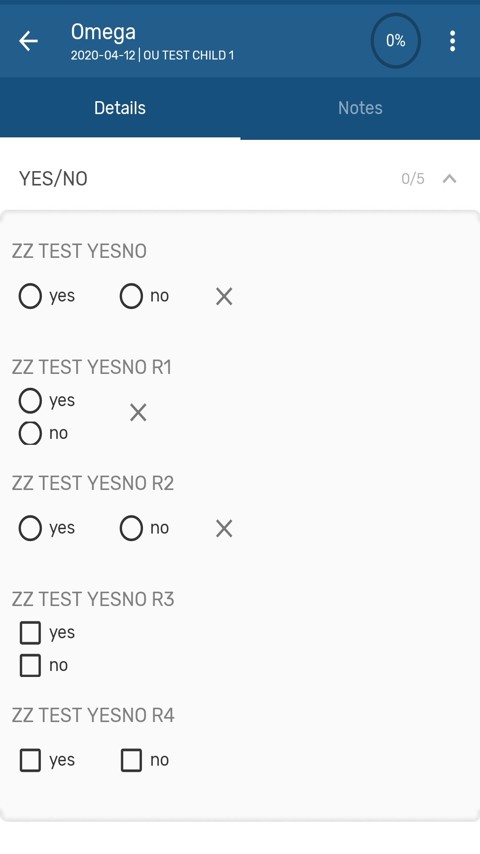 Omega
0%
2020-04-12 | OU TEST CHILD 1
Details
Notes
YES/NO
0/5
ZZ TEST YESNO
yes no
ZZ TEST YESNO R1
yes
no
ZZ TEST YESNO R2
yes no
ZZ TEST YESNO R3
yes
no
ZZ TEST YESNO R4
yes no